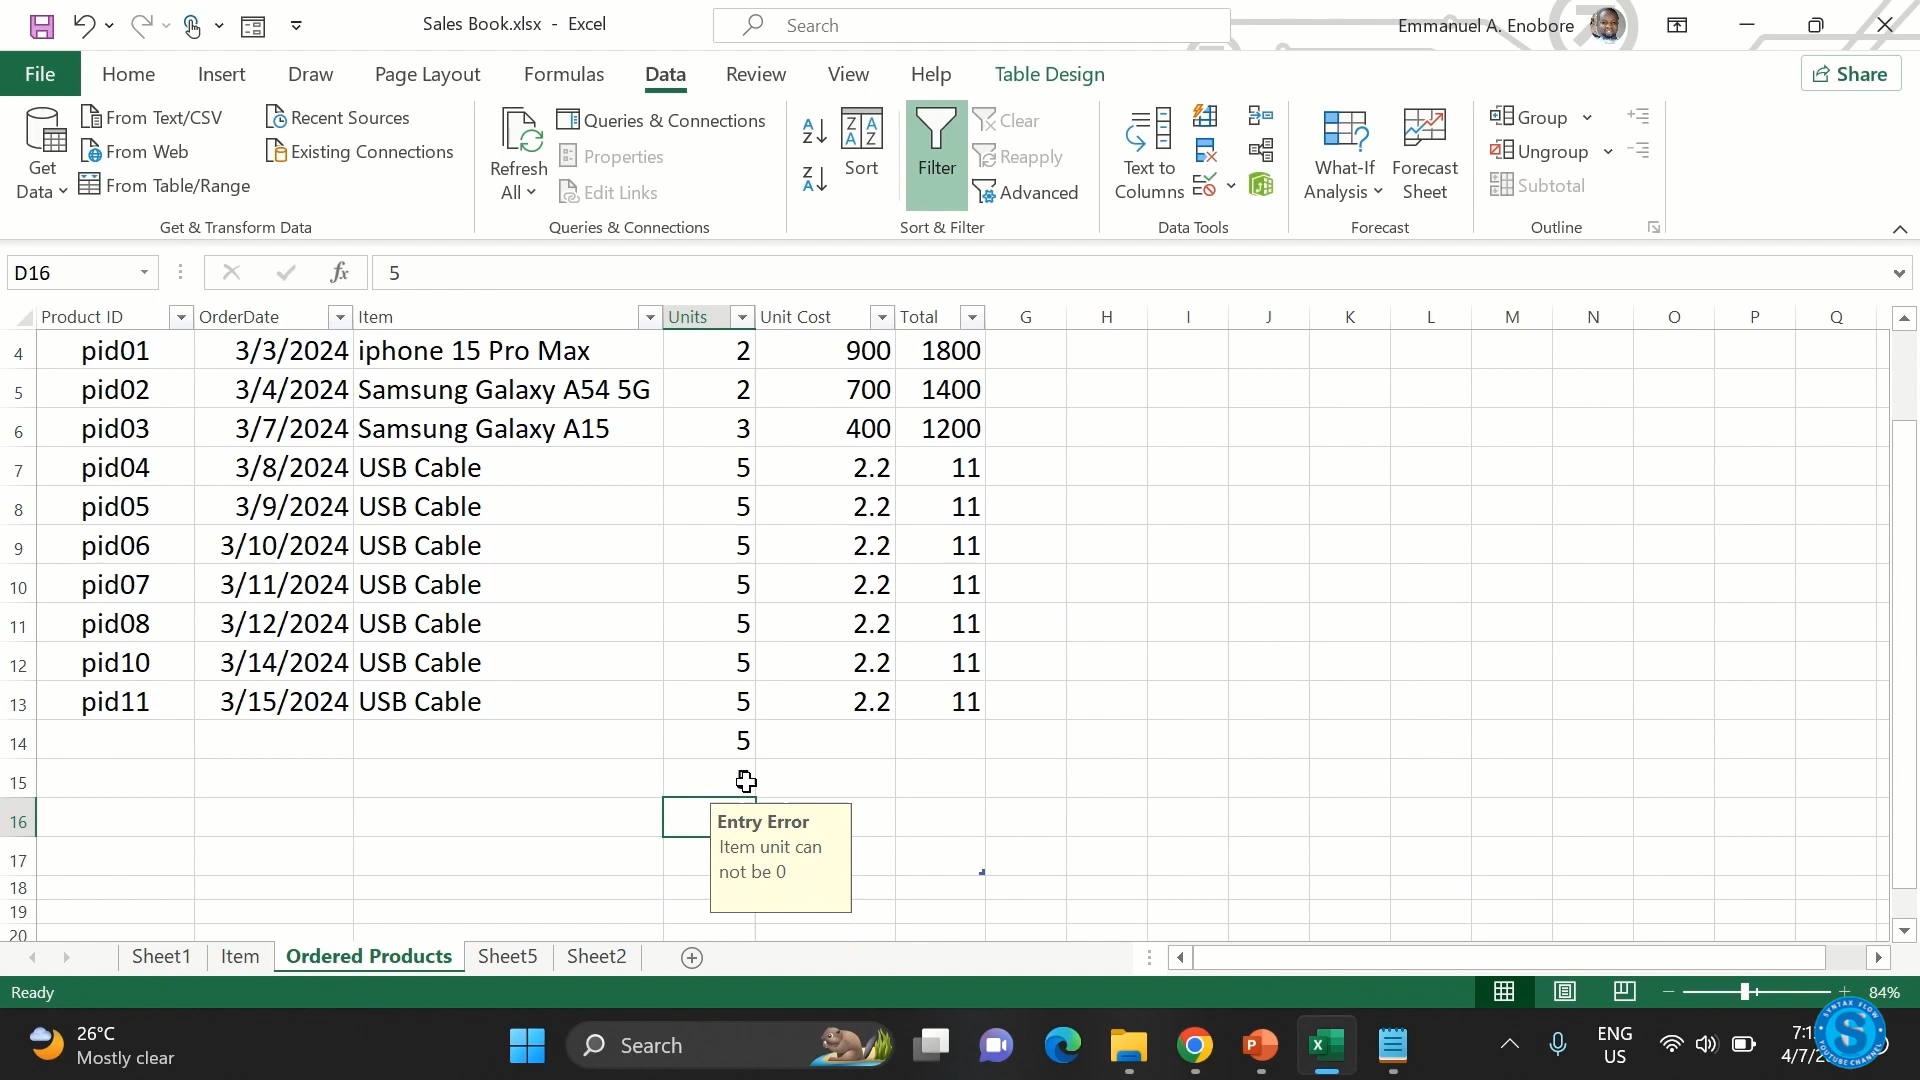 Sales Book.xlsx - Excel
Search
Emmanuel A. Enobore
File Home Insert Draw Page Layout Formulas Data Review View Help Table Design Share
Get Data
From Text/CSV
From Web
From Table/Range
Recent Sources
Existing Connections
Get & Transform Data
Refresh All
Queries & Connections
Properties
Edit Links
Queries & Connections
Sort
Filter
Clear
Reapply
Advanced
Sort & Filter
Text to Columns
Data Tools
What-If Analysis
Forecast Sheet
Forecast
Group
Ungroup
Subtotal
Outline
D16 fx 5
Product ID OrderDate Item Units Unit Cost Total G H I J K L M N O P Q
4 pid01 3/3/2024 iphone 15 Pro Max 2 900 1800
5 pid02 3/4/2024 Samsung Galaxy A54 5G 2 700 1400
6 pid03 3/7/2024 Samsung Galaxy A15 3 400 1200
7 pid04 3/8/2024 USB Cable 5 2.2 11
8 pid05 3/9/2024 USB Cable 5 2.2 11
9 pid06 3/10/2024 USB Cable 5 2.2 11
10 pid07 3/11/2024 USB Cable 5 2.2 11
11 pid08 3/12/2024 USB Cable 5 2.2 11
12 pid10 3/14/2024 USB Cable 5 2.2 11
13 pid11 3/15/2024 USB Cable 5 2.2 11
14 5
15
16
Entry Error
Item unit can
not be 0
17
18
19
20
Sheet1 Item Ordered Products Sheet5 Sheet2
Ready 84%
26°C
Mostly clear
Search
ENG
US
7:1
4/7/2